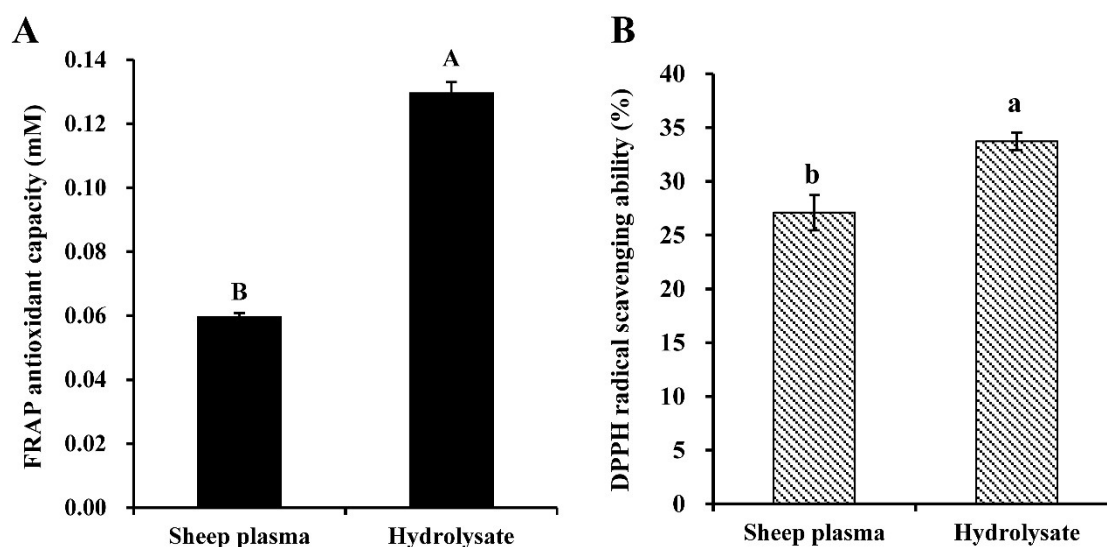 A
FRAP antioxidant capacity (mM)
0.14
0.12
0.10
0.08
0.06
0.04
0.02
0.00
B
A
Sheep plasma
Hydrolysate
B
DPPH radical scavenging ability (%)
40
35
30
25
20
15
10
5
0
b
a
Sheep plasma
Hydrolysate